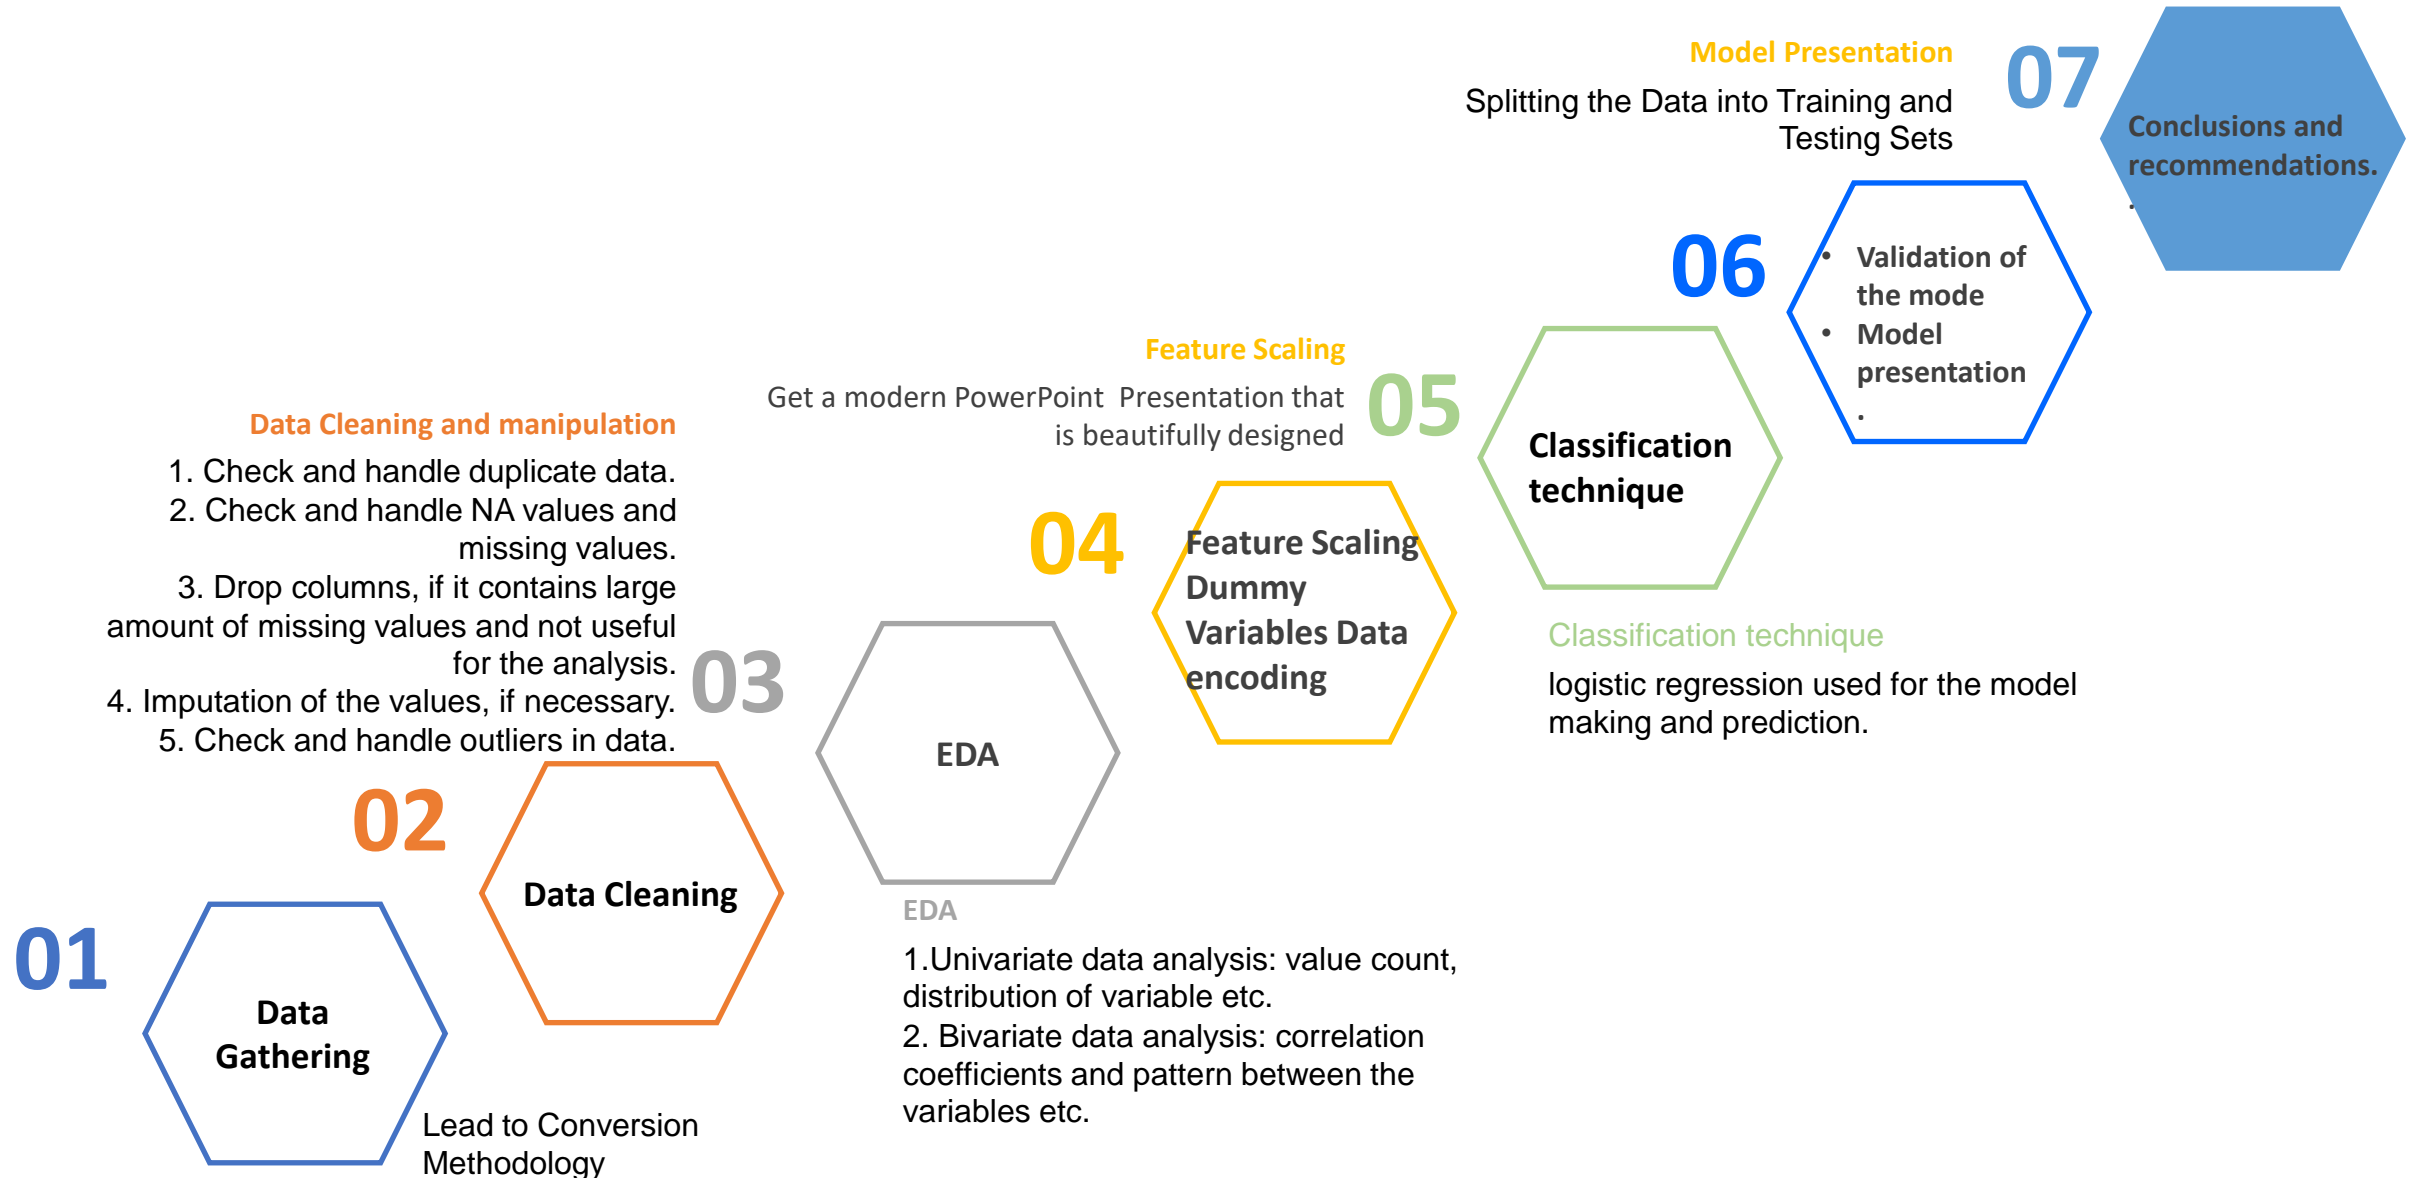 01
Data
Gathering
Lead to Conversion
Methodology
02
Data Cleaning
Data Cleaning and manipulation
1. Check and handle duplicate data.
2. Check and handle NA values and
missing values.
3. Drop columns, if it contains large
amount of missing values and not useful
for the analysis.
4. Imputation of the values, if necessary.
5. Check and handle outliers in data.
03
EDA
EDA
1.Univariate data analysis: value count,
distribution of variable etc.
2. Bivariate data analysis: correlation
coefficients and pattern between the
variables etc.
04
Feature Scaling
Dummy
Variables Data
encoding
Feature Scaling
Get a modern PowerPoint  Presentation that
is beautifully designed
05
Classification
technique
Classification technique
logistic regression used for the model
making and prediction.
06
• Validation of
the mode
• Model
presentation
.
Model Presentation
Splitting the Data into Training and
Testing Sets
07
Conclusions and
recommendations.
.